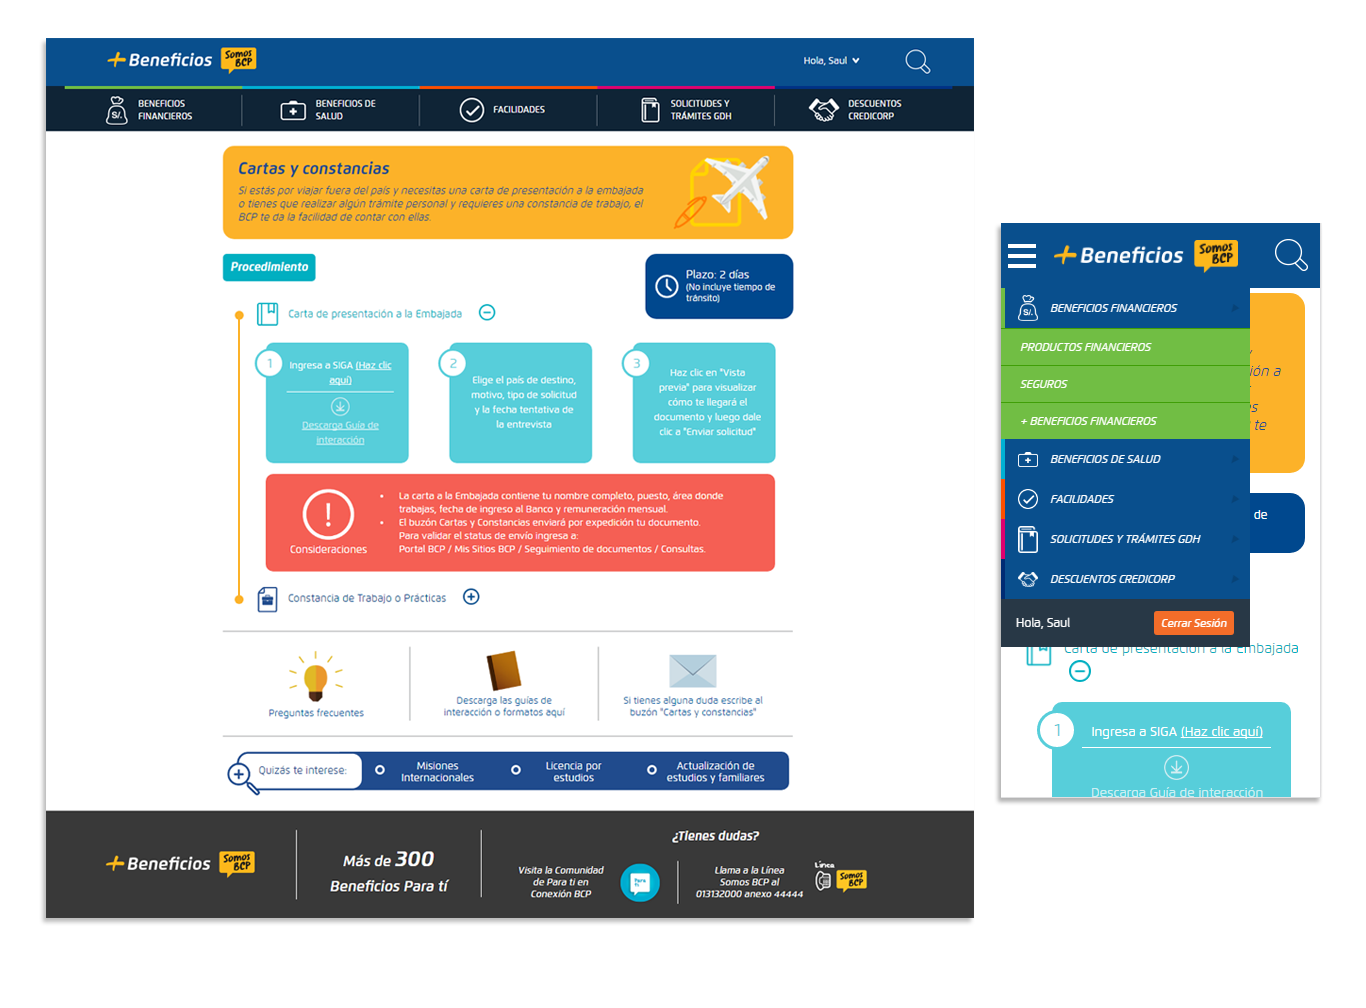 +Beneficios Somos BCP
Hola, Saul
BENEFICIOS
FINANCIEROS
BENEFICIOS DE
SALUD
FACILIDADES
SOLICITUDES Y
TRÁMITES GDH
DESCUENTOS
CREDICORP
S/.
Cartas y constancias
Si estás por viajar fuera del país y necesitas una carta de presentación a la embajada
o tienes que realizar algún trámite personal y requieres una constancia de trabajo, el
BCP te da la facilidad de contar con ellas.
Procedimiento
Plazo: 2 días
(No incluye tiempo de
tránsito)
Carta de presentación a la Embajada
1
Ingresa a SIGA (Haz clic
aquí)
Descarga Guía de
interacción
2
Elige el país de destino,
motivo, tipo de solicitud
y la fecha tentativa de
la entrevista
3
Haz clic en "Vista
previa" para visualizar
cómo te llegará el
documento y luego dale
clic a "Enviar solicitud"
Consideraciones
• La carta a la Embajada contiene tu nombre completo, puesto, área donde
trabajas, fecha de ingreso al Banco y remuneración mensual.
• El buzón Cartas y Constancias enviará por expedición tu documento.
Para validar el status de envío ingresa a:
Portal BCP / Mis Sitios BCP / Seguimiento de documentos / Consultas.
Constancia de Trabajo o Prácticas
Preguntas frecuentes
Descarga las guías de
interacción o formatos aquí
Si tienes alguna duda escribe al
buzón "Cartas y constancias"
Quizás te interese:
Misiones
Internacionales
Licencia por
estudios
Actualización de
estudios y familiares
+Beneficios Somos BCP
Más de 300
Beneficios Para tí
¿Tienes dudas?
Visita la Comunidad
de Para ti en
Conexión BCP
Para
Ti
Llama a la Línea
Somos BCP al
013132000 anexo 44444
Línea
Somos BCP
+Beneficios Somos BCP
S/.
BENEFICIOS FINANCIEROS
PRODUCTOS FINANCIEROS
SEGUROS
+ BENEFICIOS FINANCIEROS
BENEFICIOS DE SALUD
FACILIDADES
SOLICITUDES Y TRÁMITES GDH
DESCUENTOS CREDICORP
Hola, Saul
Cerrar Sesión
ión a
te
de
Carta de presentación a la Embajada
1
Ingresa a SIGA (Haz clic aquí)
Descarga Guía de interacción